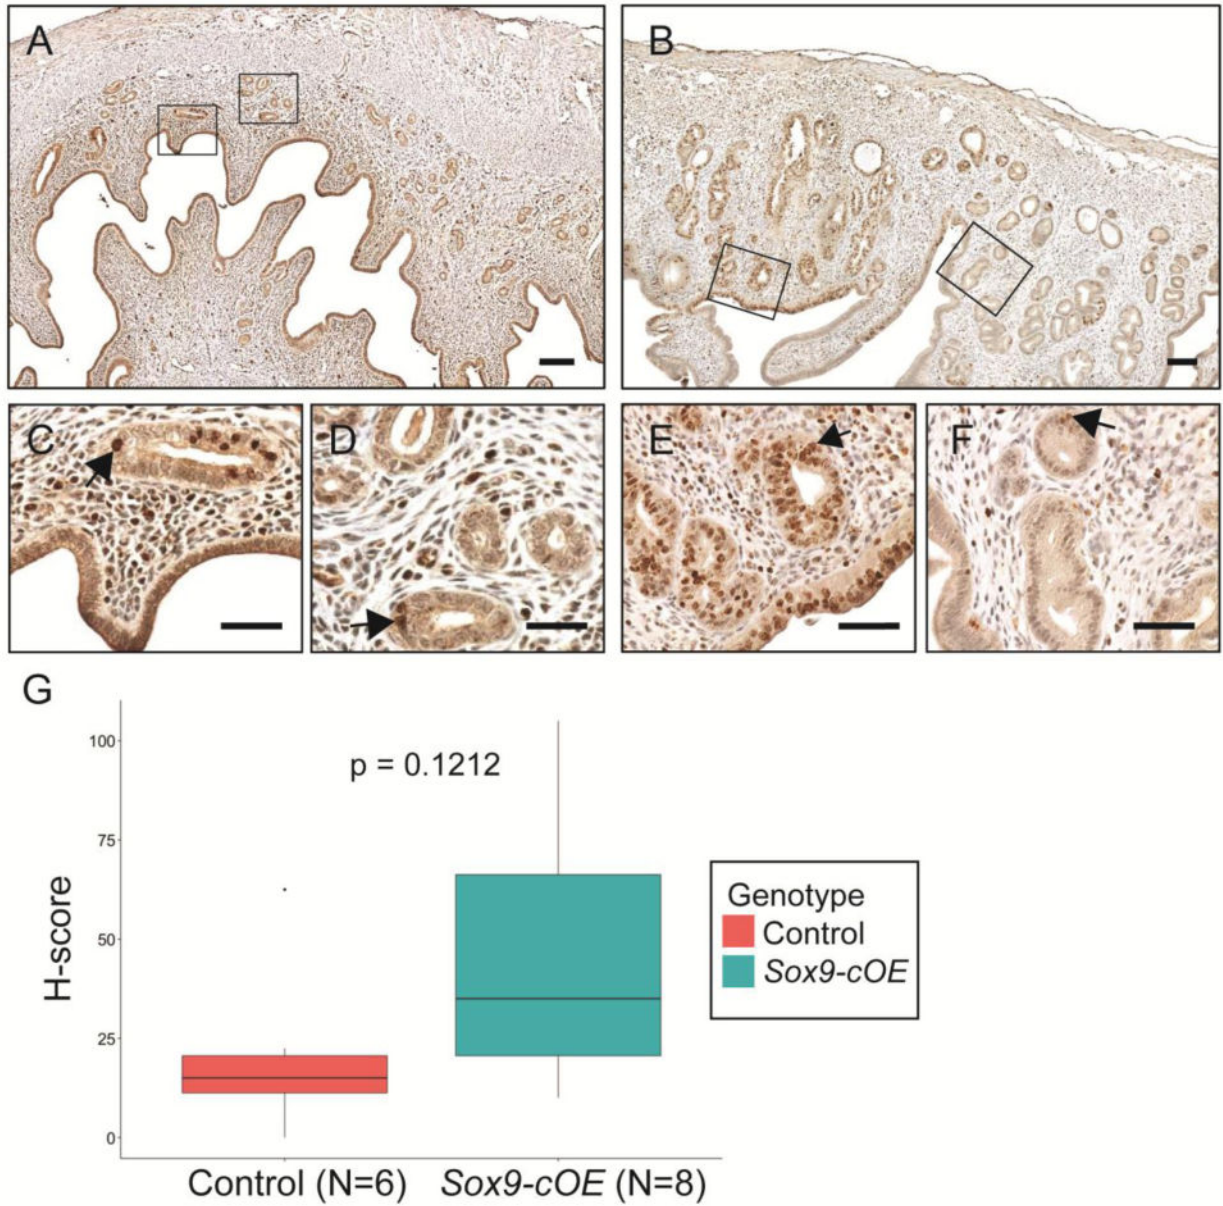 A
B
C
D
E
F
G
p = 0.1212
100
75
50
25
0
H-score
Genotype
Control
Sox9-cOE
Control (N=6)
Sox9-cOE (N=8)